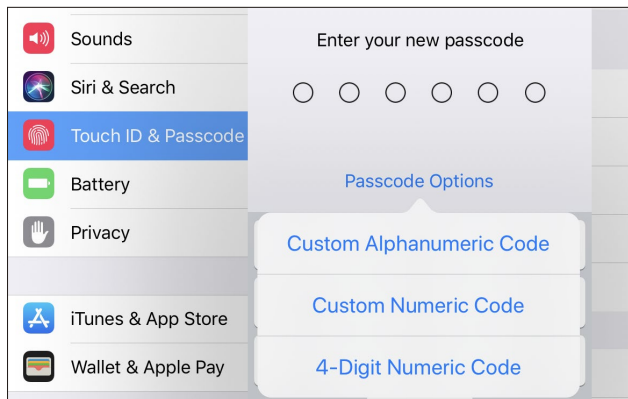 Sounds
Siri & Search
Touch ID & Passcode
Battery
Privacy
iTunes & App Store
Wallet & Apple Pay
Enter your new passcode
Passcode Options
Custom Alphanumeric Code
Custom Numeric Code
4-Digit Numeric Code